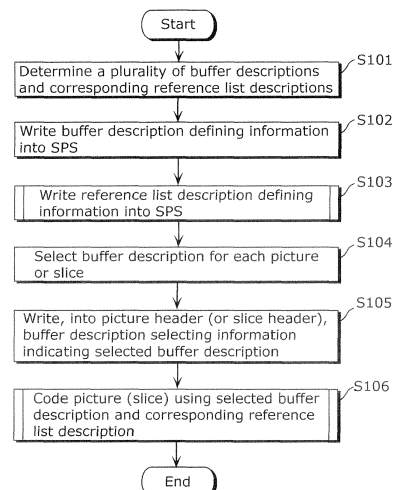 Start
S101
Determine a plurality of buffer descriptions
and corresponding reference list descriptions
S102
Write buffer description defining information
into SPS
S103
Write reference list description defining
information into SPS
S104
Select buffer description for each picture
or slice
S105
Write, into picture header (or slice header),
buffer description selecting information
indicating selected buffer description
S106
Code picture (slice) using selected buffer
description and corresponding reference
list description
End